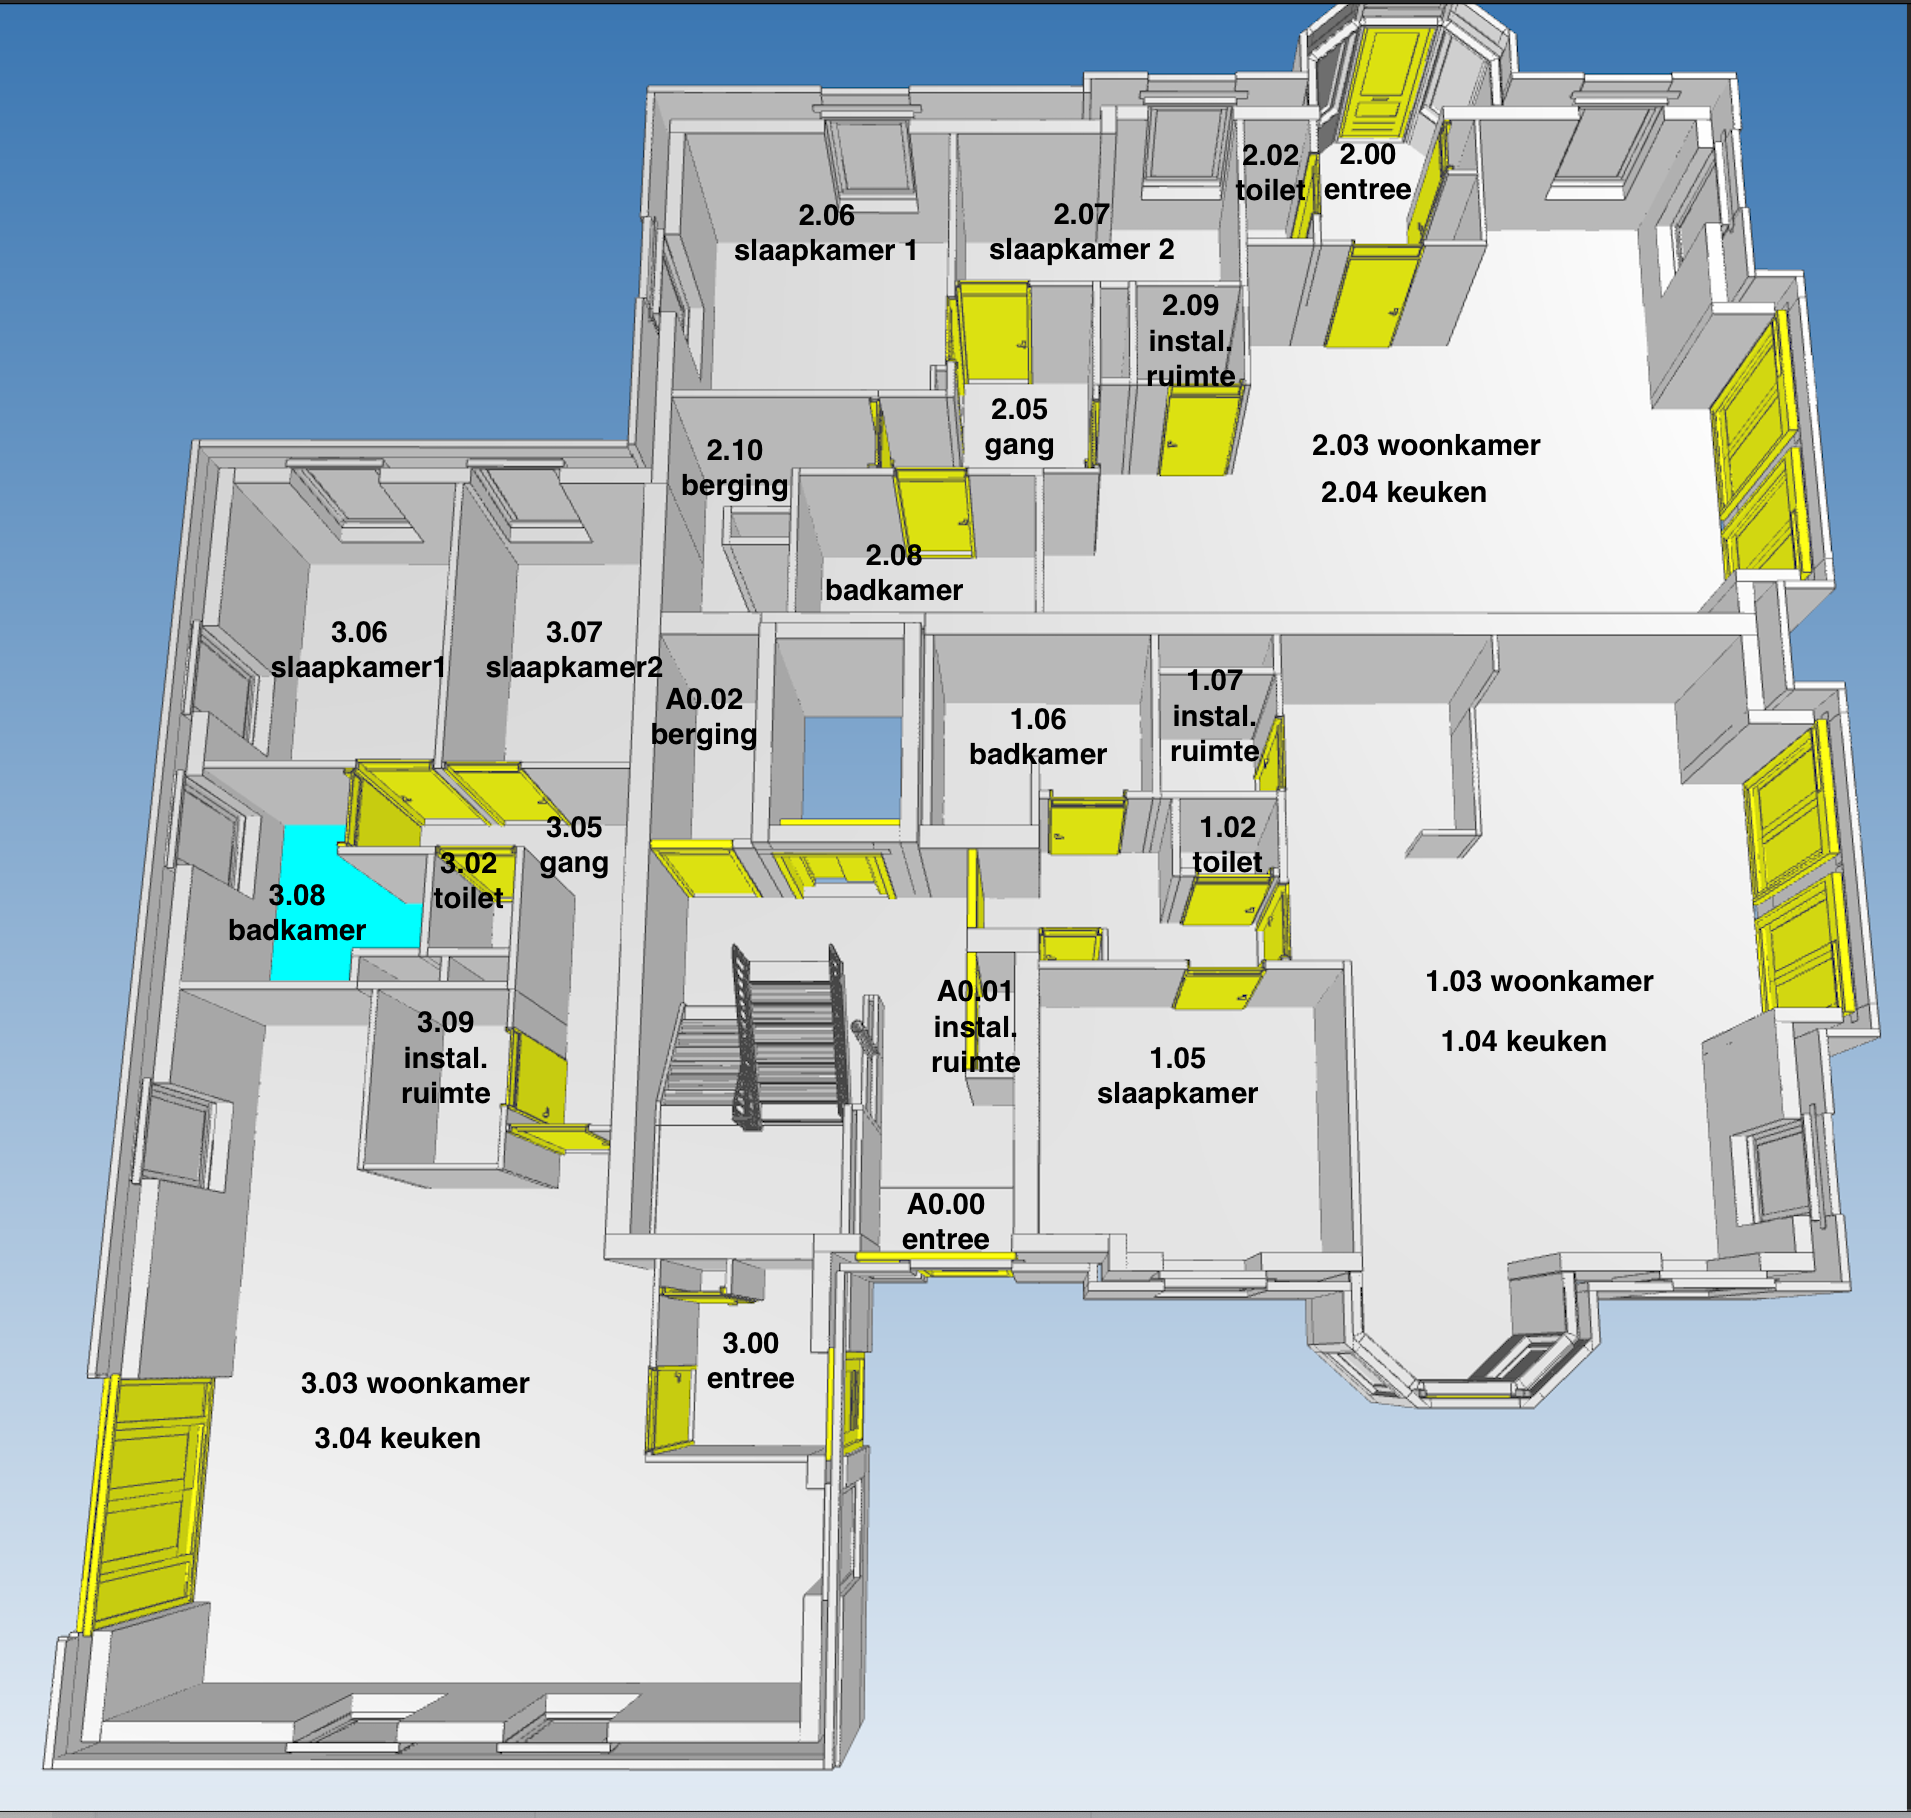 2.02
toilet
2.00
entree
2.06
slaapkamer 1
2.07
slaapkamer 2
2.09
instal.
ruimte
2.05
gang
2.03 woonkamer
2.04 keuken
2.10
berging
2.08
badkamer
3.06
slaapkamer1
3.07
slaapkamer2
A0.02
berging
1.06
badkamer
1.07
instal.
ruimte
3.05
gang
3.02
toilet
1.02
toilet
3.08
badkamer
1.03 woonkamer
1.04 keuken
A0.01
instal.
ruimte
3.09
instal.
ruimte
1.05
slaapkamer
A0.00
entree
3.00
entree
3.03 woonkamer
3.04 keuken